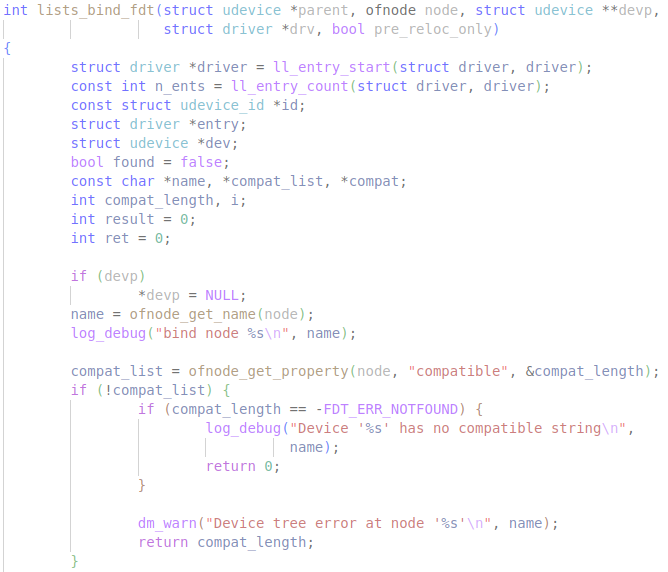 int lists_bind_fdt(struct udevice *parent, ofnode node, struct udevice **devp,
struct driver *drv, bool pre_reloc_only)
{
struct driver *driver = ll_entry_start(struct driver, driver);
const int n_ents = ll_entry_count(struct driver, driver);
const struct udevice_id *id;
struct driver *entry;
struct udevice *dev;
bool found = false;
const char *name, *compat_list, *compat;
int compat_length, i;
int result = 0;
int ret = 0;
if (devp)
*devp = NULL;
name = ofnode_get_name(node);
log_debug("bind node %s\n", name);
compat_list = ofnode_get_property(node, "compatible", &compat_length);
if (!compat_list) {
if (compat_length == -FDT_ERR_NOTFOUND) {
log_debug("Device '%s' has no compatible string\n",
name);
return 0;
}
dm_warn("Device tree error at node '%s'\n", name);
return compat_length;
}